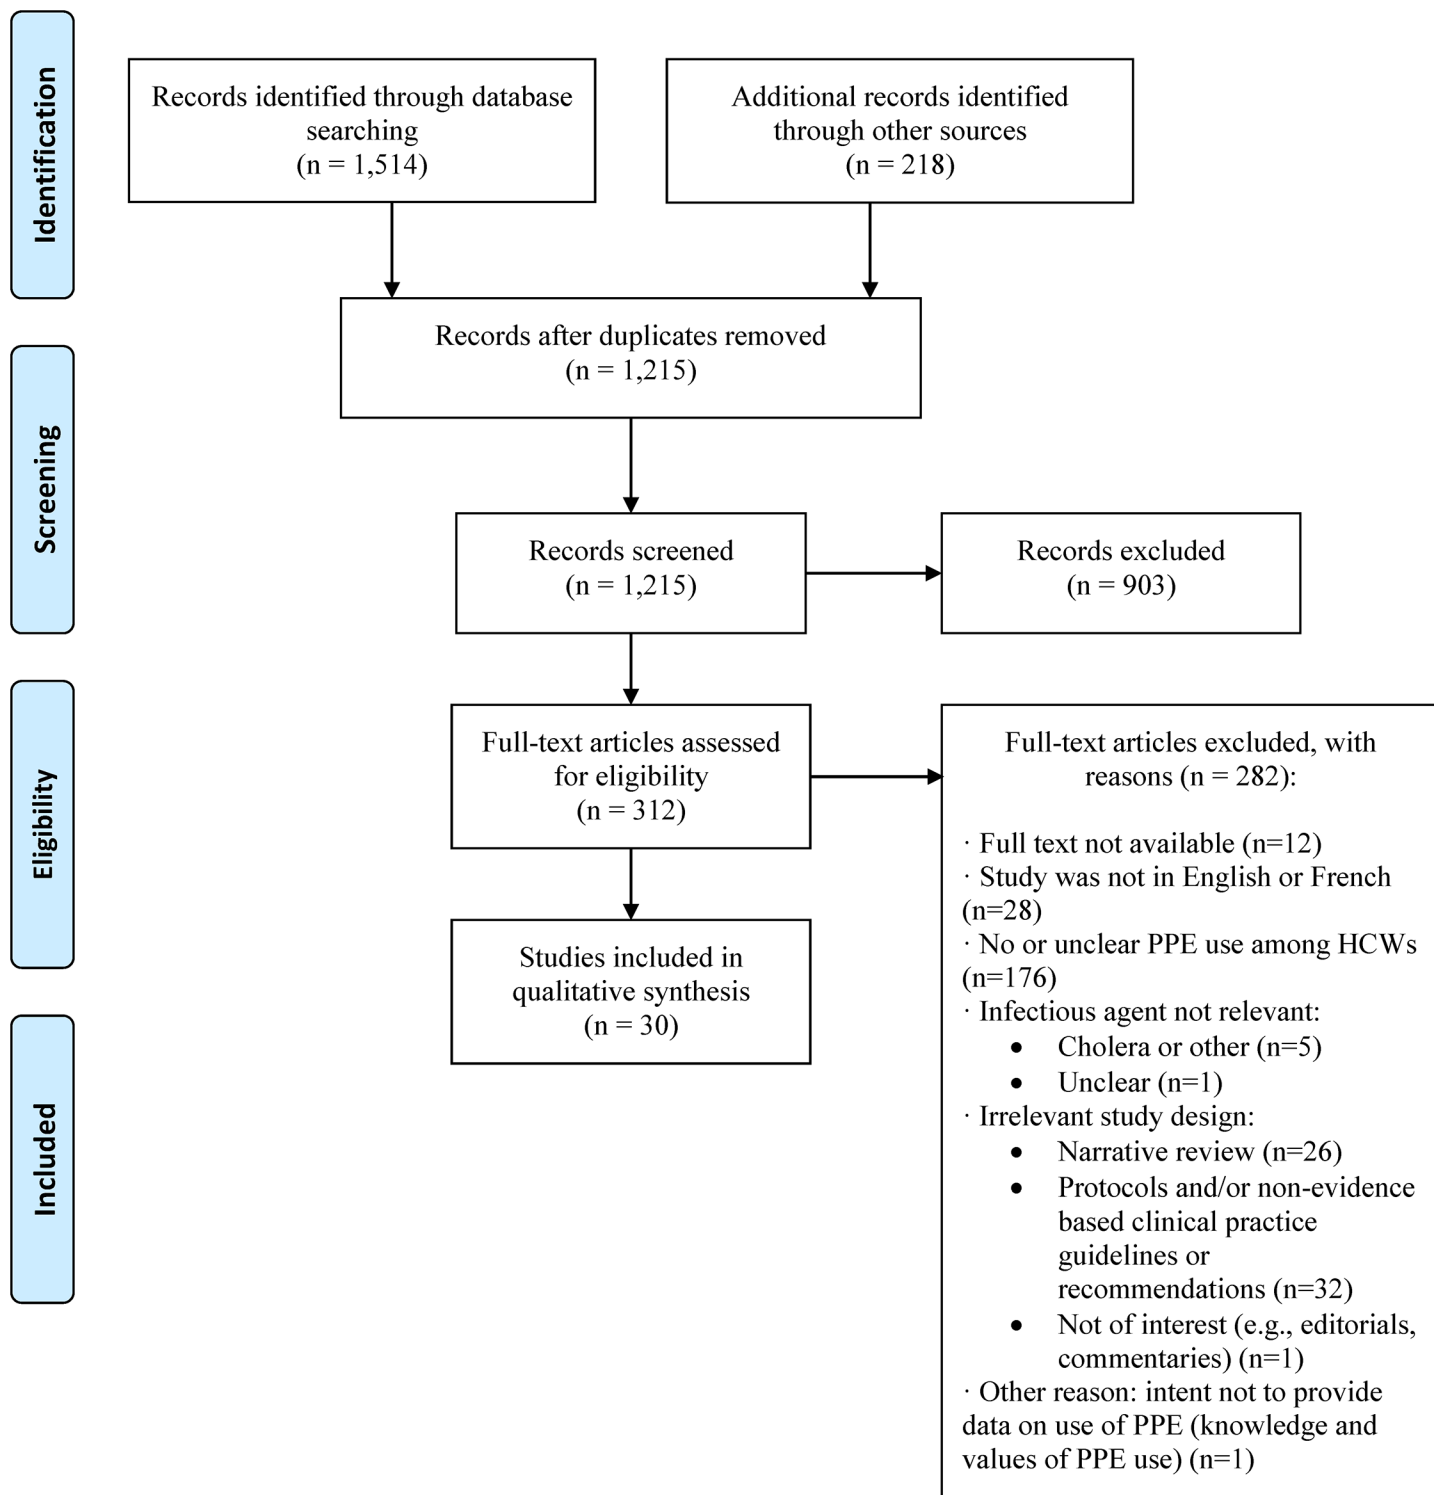 Identification
Records identified through database
searching
(n = 1,514)
Additional records identified
through other sources
(n = 218)
Records after duplicates removed
(n = 1,215)
Screening
Records screened
(n = 1,215)
Records excluded
(n = 903)
Eligibility
Full-text articles assessed
for eligibility
(n = 312)
Full-text articles excluded, with
reasons (n = 282):
· Full text not available (n=12)
· Study was not in English or French
(n=28)
· No or unclear PPE use among HCWs
(n=176)
· Infectious agent not relevant:
• Cholera or other (n=5)
• Unclear (n=1)
· Irrelevant study design:
• Narrative review (n=26)
• Protocols and/or non-evidence
based clinical practice
guidelines or
recommendations (n=32)
• Not of interest (e.g., editorials,
commentaries) (n=1)
· Other reason: intent not to provide
data on use of PPE (knowledge and
values of PPE use) (n=1)
Included
Studies included in
qualitative synthesis
(n = 30)